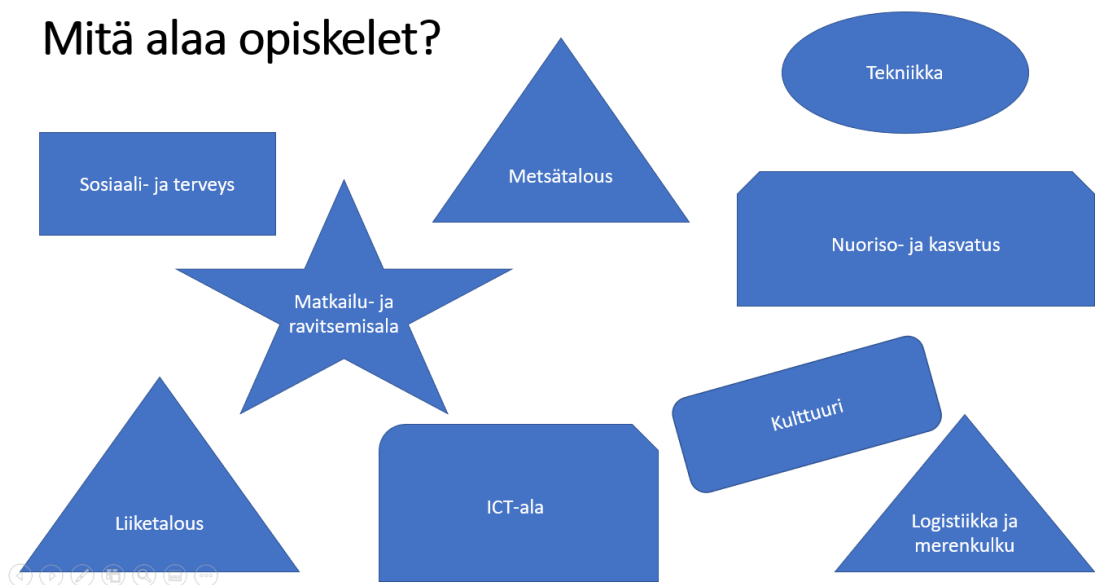 Mitä alaa opiskelet?
Tekniikka
Sosiaali- ja terveys
Metsätalous
Nuoriso- ja kasvatus
Matkailu- ja
ravitsemisala
Kulttuuri
Liiketalous
ICT-ala
Logistiikka ja
merenkulku